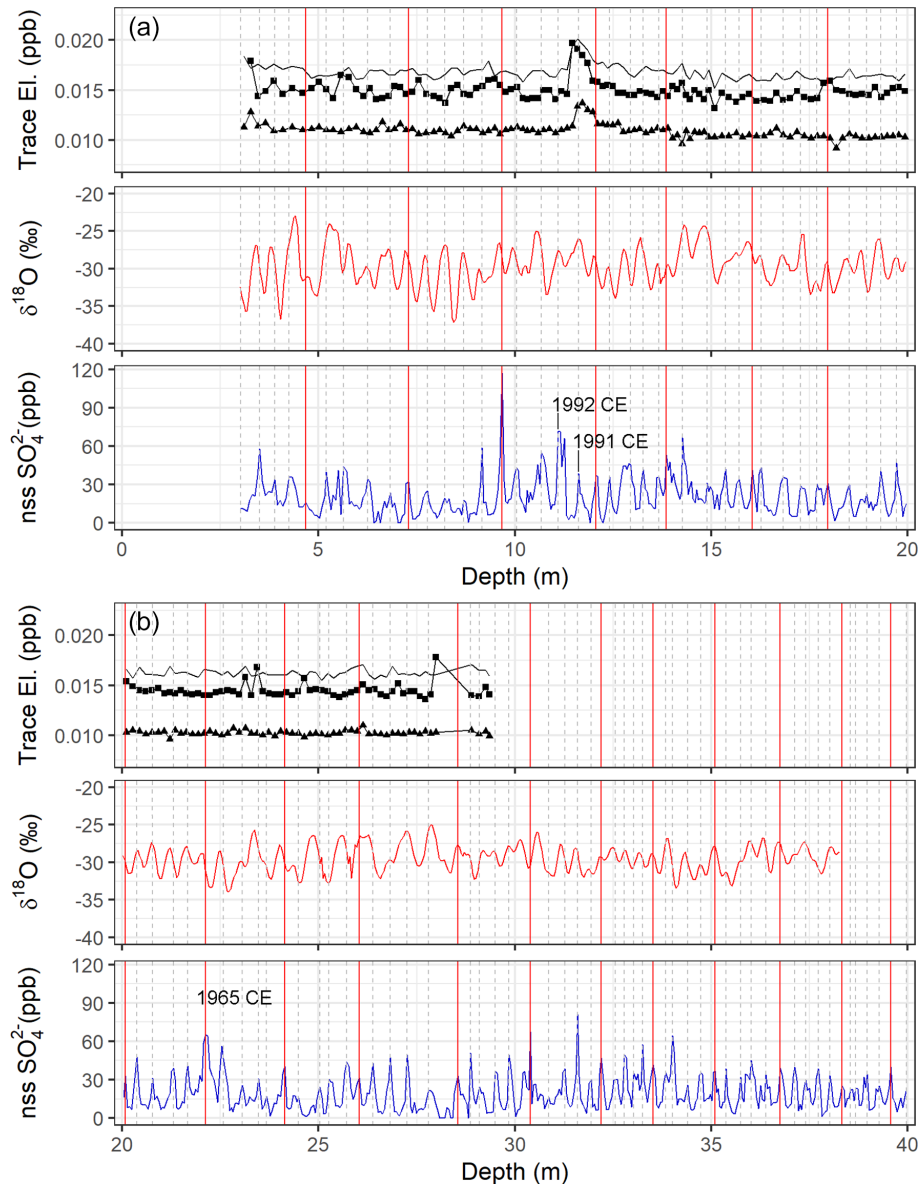 (a)
Trace El. (ppb)
0.020
0.015
0.010
δ¹⁸O (‰)
-20
-25
-30
-35
-40
nss SO₄²⁻(ppb)
120
90
60
30
0
1992 CE
1991 CE
0 5 10 15 20
Depth (m)
(b)
Trace El. (ppb)
0.020
0.015
0.010
δ¹⁸O (‰)
-20
-25
-30
-35
-40
nss SO₄²⁻(ppb)
120
90
60
30
0
1965 CE
20 25 30 35 40
Depth (m)